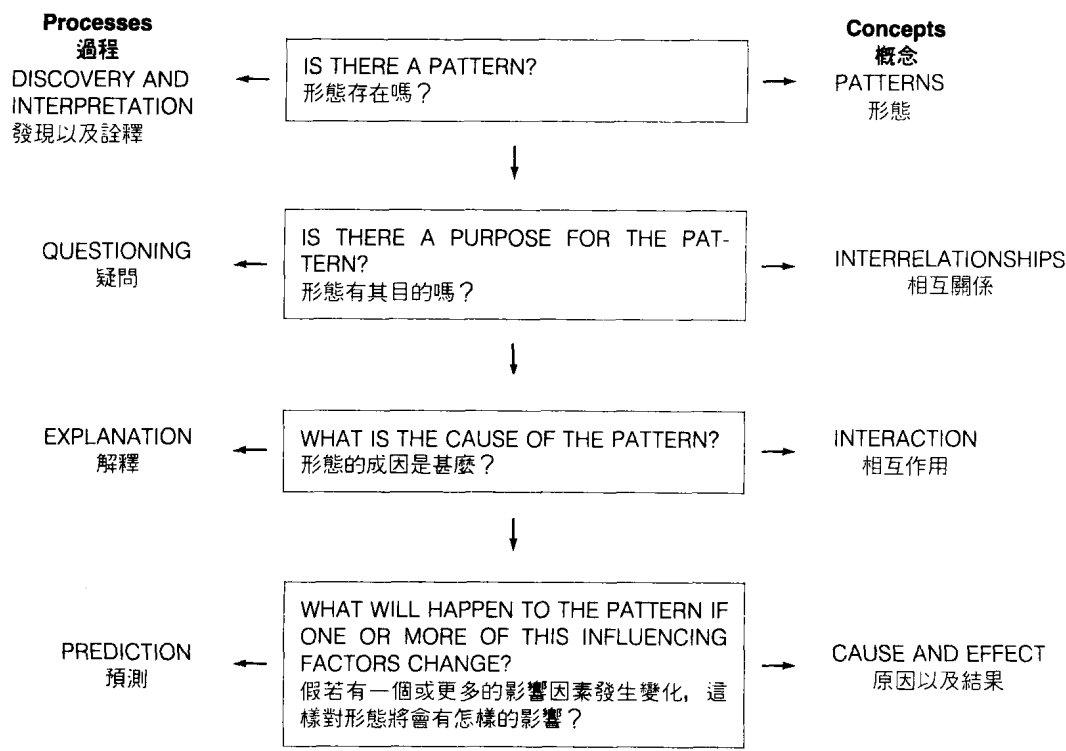 Processes
過程
Concepts
概念
DISCOVERY AND
INTERPRETATION
發現以及詮釋
IS THERE A PATTERN?
形態存在嗎？
PATTERNS
形態
QUESTIONING
疑問
IS THERE A PURPOSE FOR THE PAT-
TERN?
形態有其目的嗎？
INTERRELATIONSHIPS
相互關係
EXPLANATION
解釋
WHAT IS THE CAUSE OF THE PATTERN?
形態的成因是甚麼？
INTERACTION
相互作用
PREDICTION
預測
WHAT WILL HAPPEN TO THE PATTERN IF
ONE OR MORE OF THIS INFLUENCING
FACTORS CHANGE?
假若有一個或更多的影響因素發生變化，這
樣對形態將會有怎樣的影響？
CAUSE AND EFFECT
原因以及結果